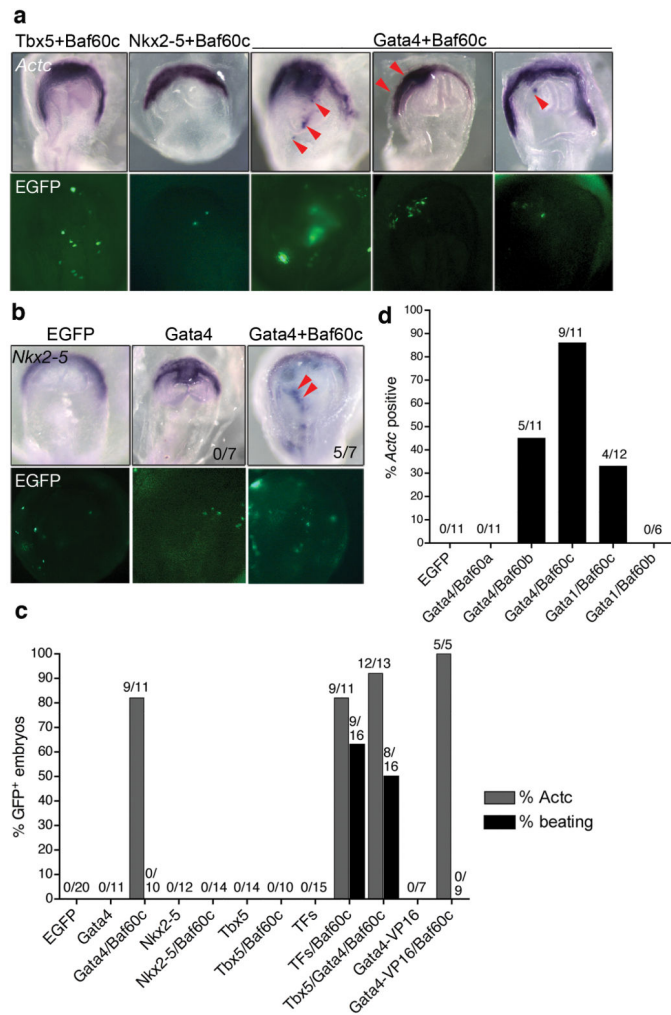 a
Tbx5+Baf60c Nkx2-5+Baf60c Gata4+Baf60c
Actc
EGFP
b
EGFP Gata4 Gata4+Baf60c
Nkx2-5
0/7 5/7
EGFP
d
% Actc positive
100
90
80
70
60
50
40
30
20
10
0
0/11 0/11 5/11 9/11 4/12 0/6
EGFP
Gata4/Baf60a
Gata4/Baf60b
Gata4/Baf60c
Gata1/Baf60c
Gata1/Baf60b
c
% GFP+ embryos
100
90
80
70
60
50
40
30
20
10
0
0/20 0/11 9/11 0/10 0/12 0/14 0/14 0/10 0/15 9/11 9/16 12/13 8/16 0/7 5/5 0/9
EGFP
Gata4
Gata4/Baf60c
Nkx2-5
Nkx2-5/Baf60c
Tbx5
Tbx5/Baf60c
TFs
TFs/Baf60c
Tbx5/Gata4/Baf60c
Gata4-VP16
Gata4-VP16/Baf60c
% Actc
% beating